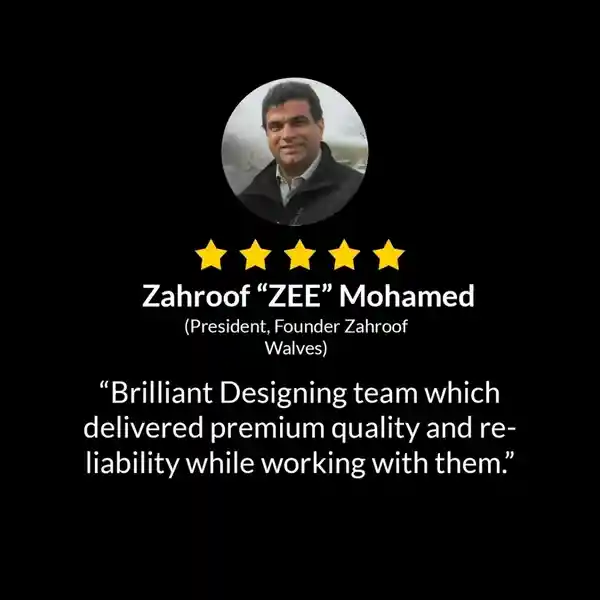 Zahroof “ZEE” Mohamed
(President, Founder Zahroof
Walves)
“Brilliant Designing team which
delivered premium quality and re-
liability while working with them.”